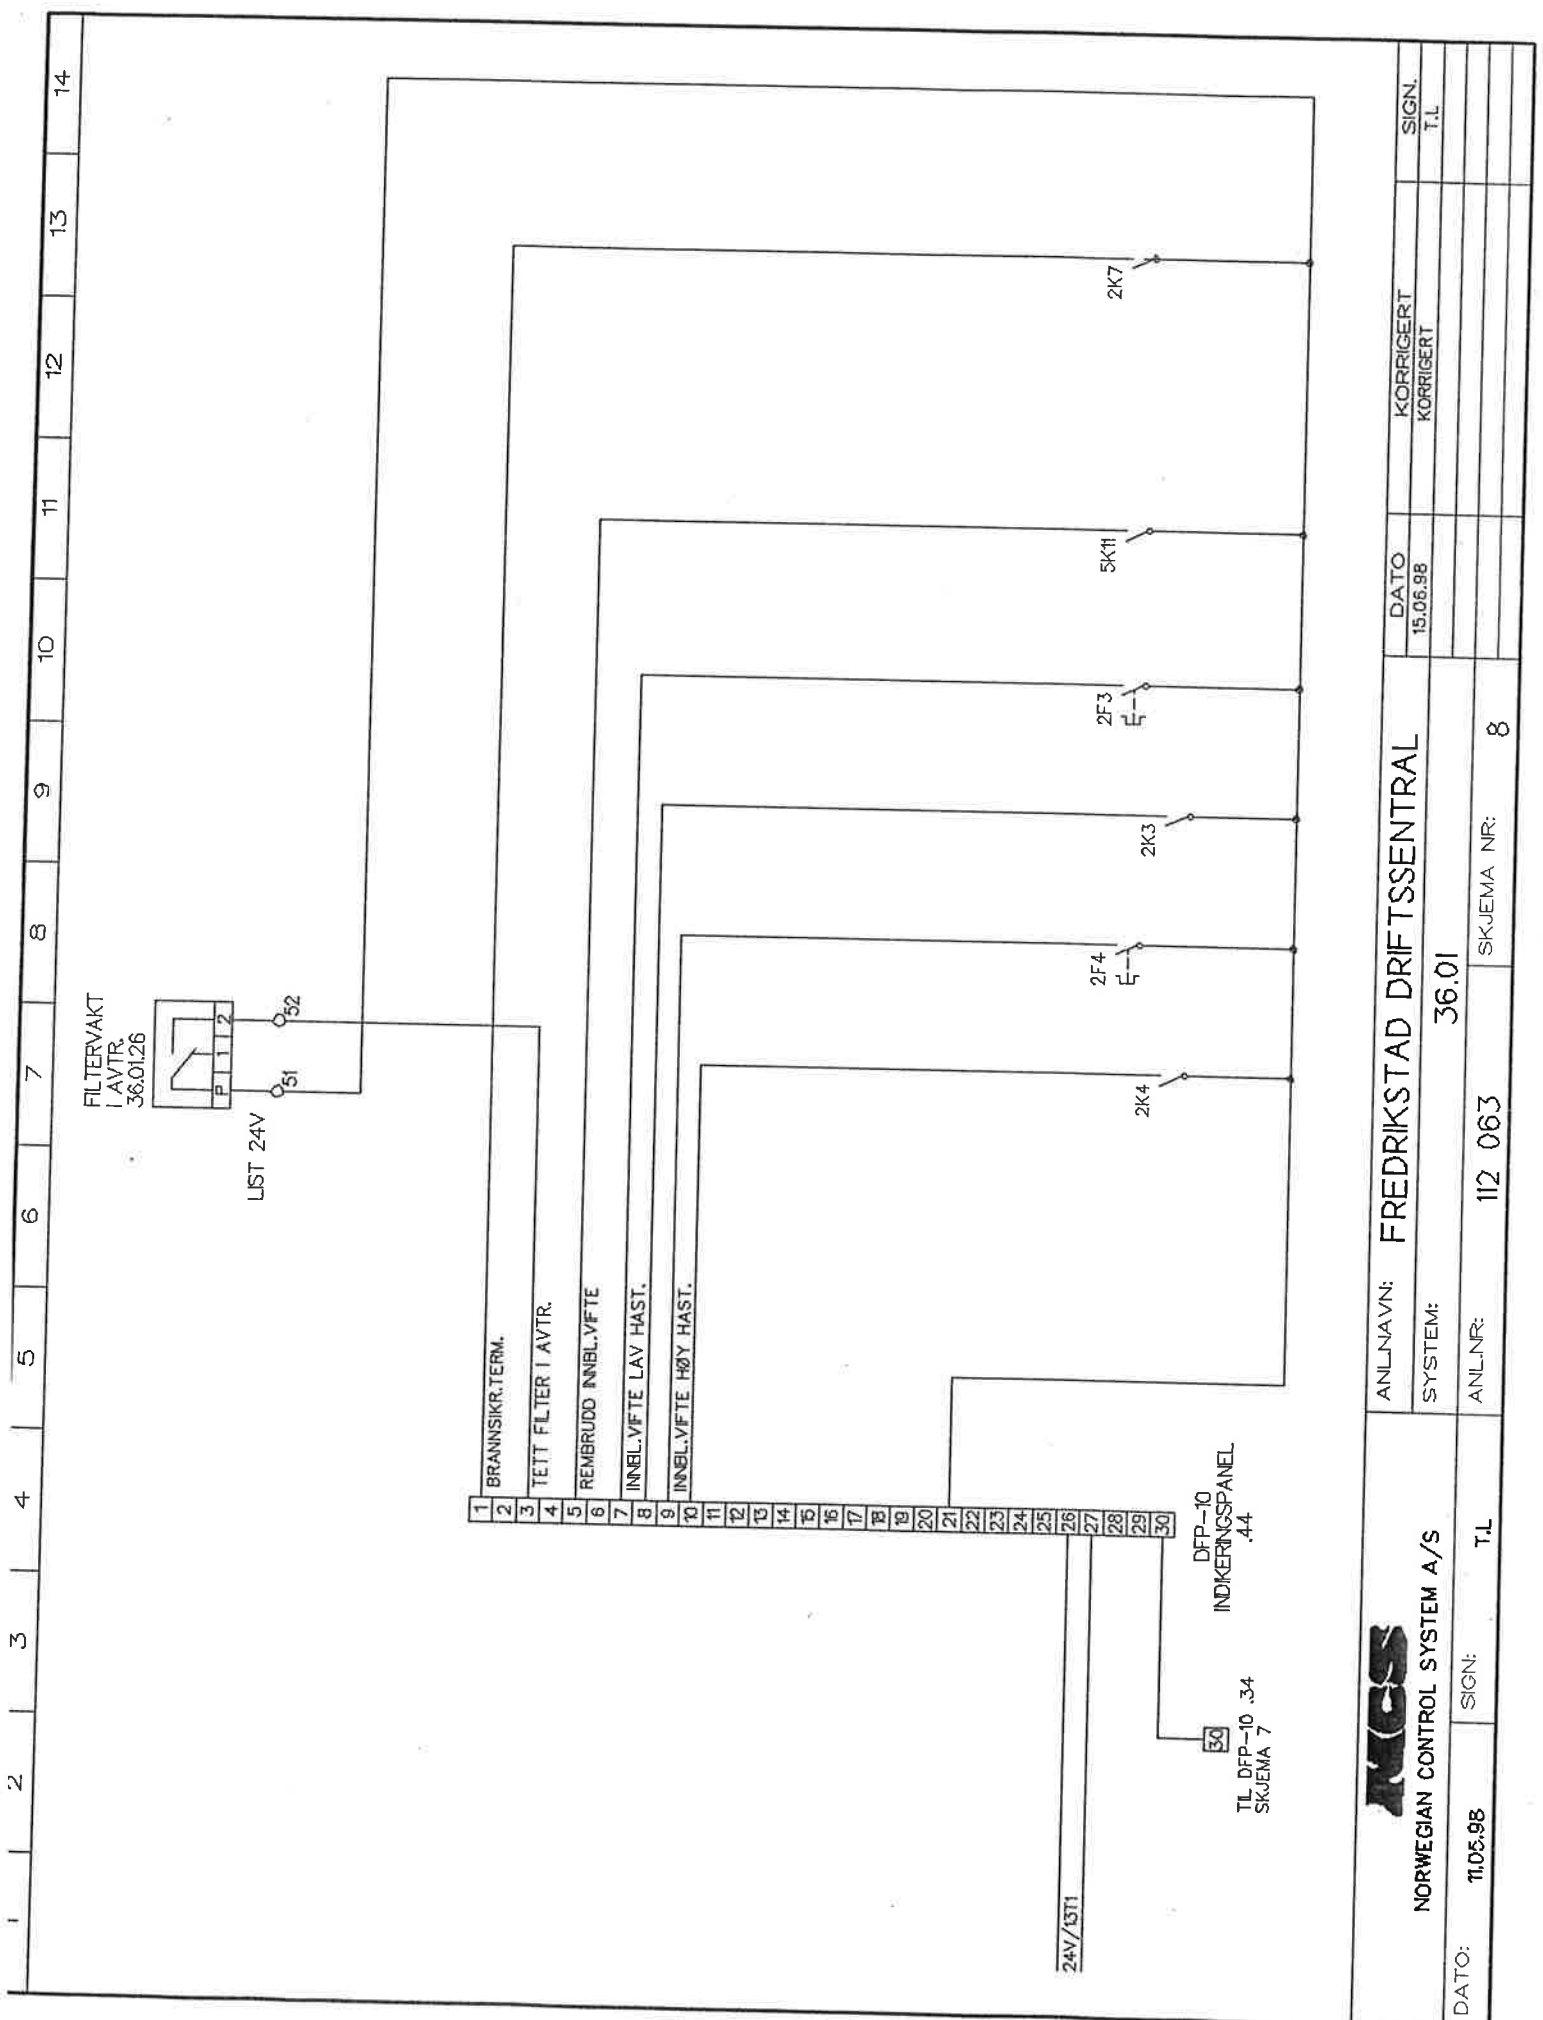 1 2 3 4 5 6 7 8 9 10 11 12 13 14
FILTERVAKT
I AVTR.
36.01.26
P 1 2
51 52
LIST 24V
1 BRANNSIKR.TERM.
2
3 TETT FILTER I AVTR.
4
5 REMBRUDD INNBL.VIFTE
6
7 INNBL.VIFTE LAV HAST.
8
9 INNBL.VIFTE HØY HAST.
10
11
12
13
14
15
16
17
18
19
20
21
22
23
24
25
26
27
28
29
30
DFP-10
INDIKERINGSPANEL
.44
2K4
2F4
2K3
2F3
5K11
2K7
24V/13T1
30
TIL DFP-10 .34
SKJEMA 7
NCS
NORWEGIAN CONTROL SYSTEM A/S
DATO: 11.05.98
SIGN: T.L
ANL.NAVN: FREDRIKSTAD DRIFTSSENTRAL
SYSTEM: 36.01
ANL.NR: 112 063
SKJEMA NR: 8
DATO KORRIGERT SIGN.
15.06.98 KORRIGERT T.L